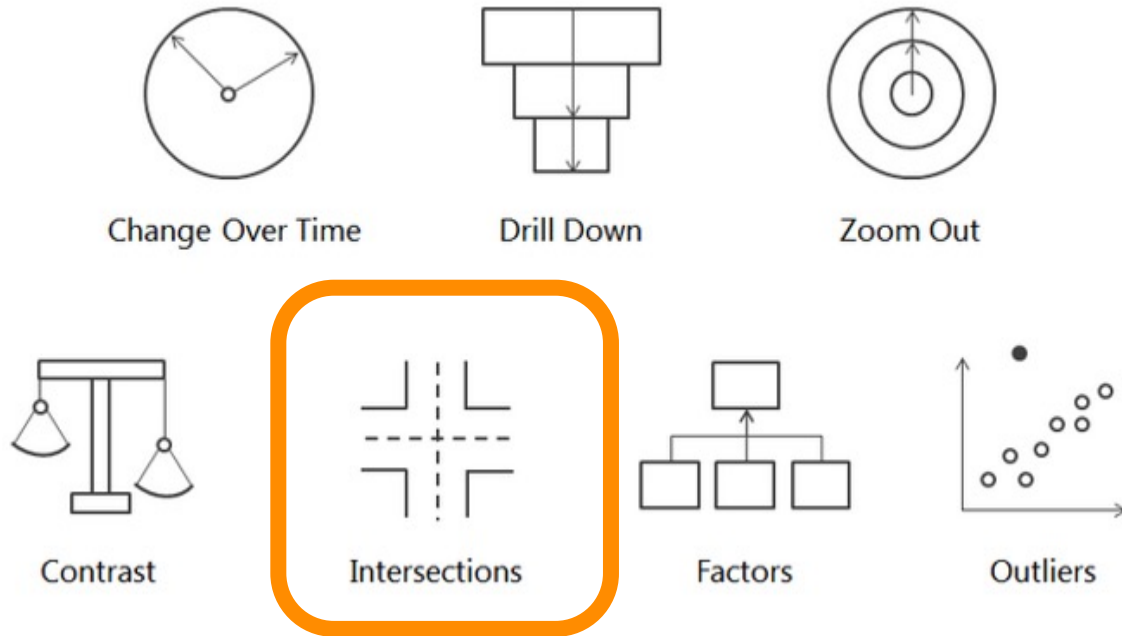 Change Over Time
Drill Down
Zoom Out
Contrast
Intersections
Factors
Outliers